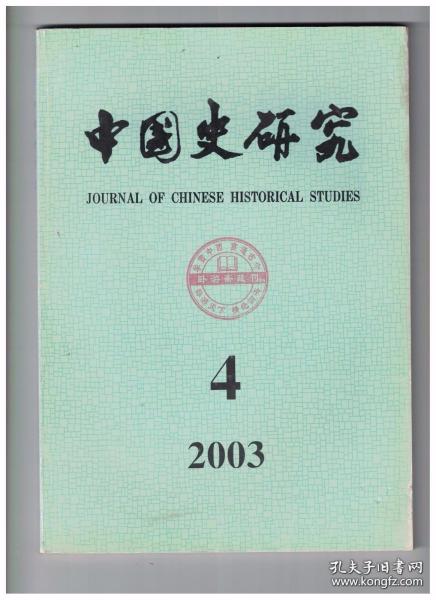 中国史研究
JOURNAL OF CHINESE HISTORICAL STUDIES
4
2003
孔夫子旧书网
www.kongfz.com